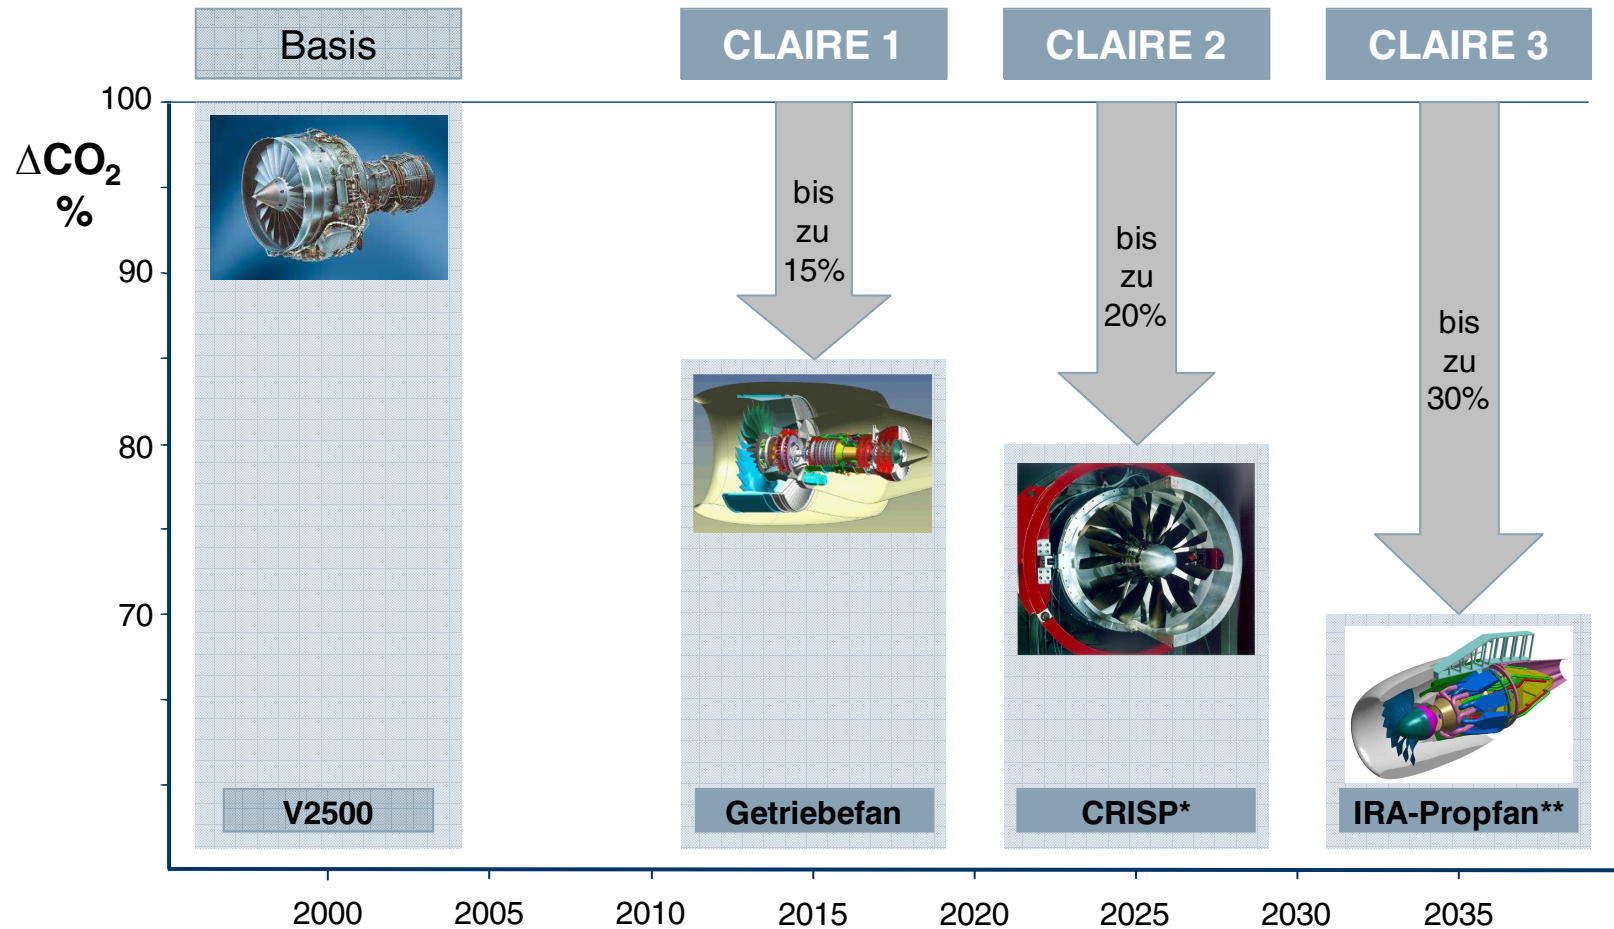 Basis
CLAIRE 1
CLAIRE 2
CLAIRE 3
100
ΔCO₂
%
90
80
70
bis
zu
15%
bis
zu
20%
bis
zu
30%
V2500
Getriebefan
CRISP*
IRA-Propfan**
2000
2005
2010
2015
2020
2025
2030
2035